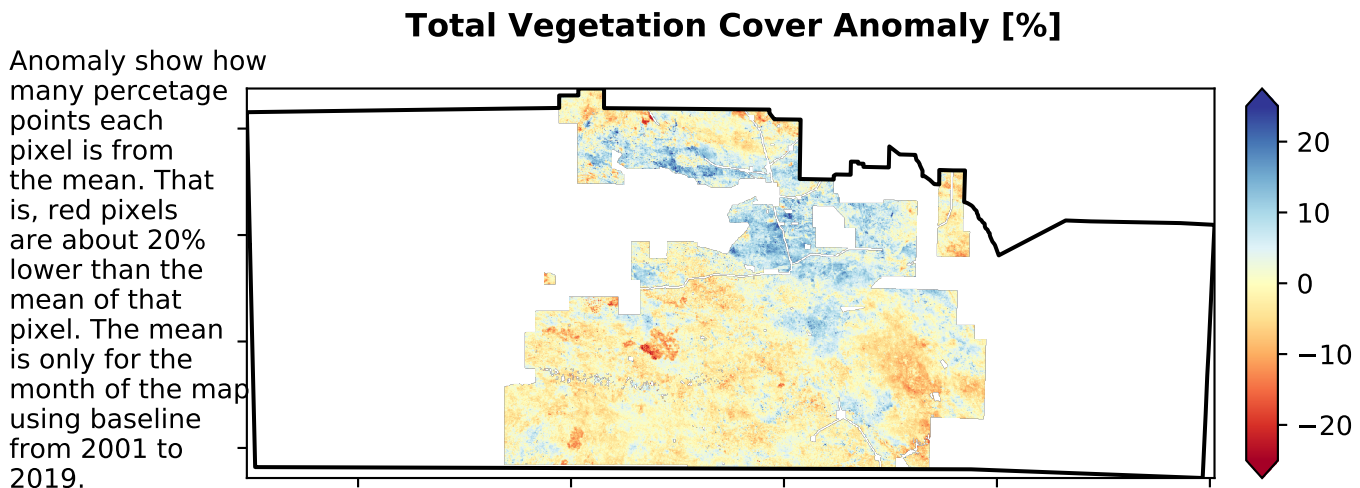 Total Vegetation Cover Anomaly [%]
Anomaly show how
many percetage
points each
pixel is from
the mean. That
is, red pixels
are about 20%
lower than the
mean of that
pixel. The mean
is only for the
month of the map
using baseline
from 2001 to
2019.
20
10
0
−10
−20